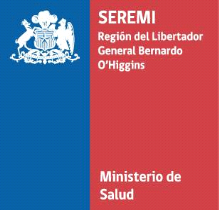 SEREMI
Región del Libertador
General Bernardo
O'Higgins
Ministerio de
Salud